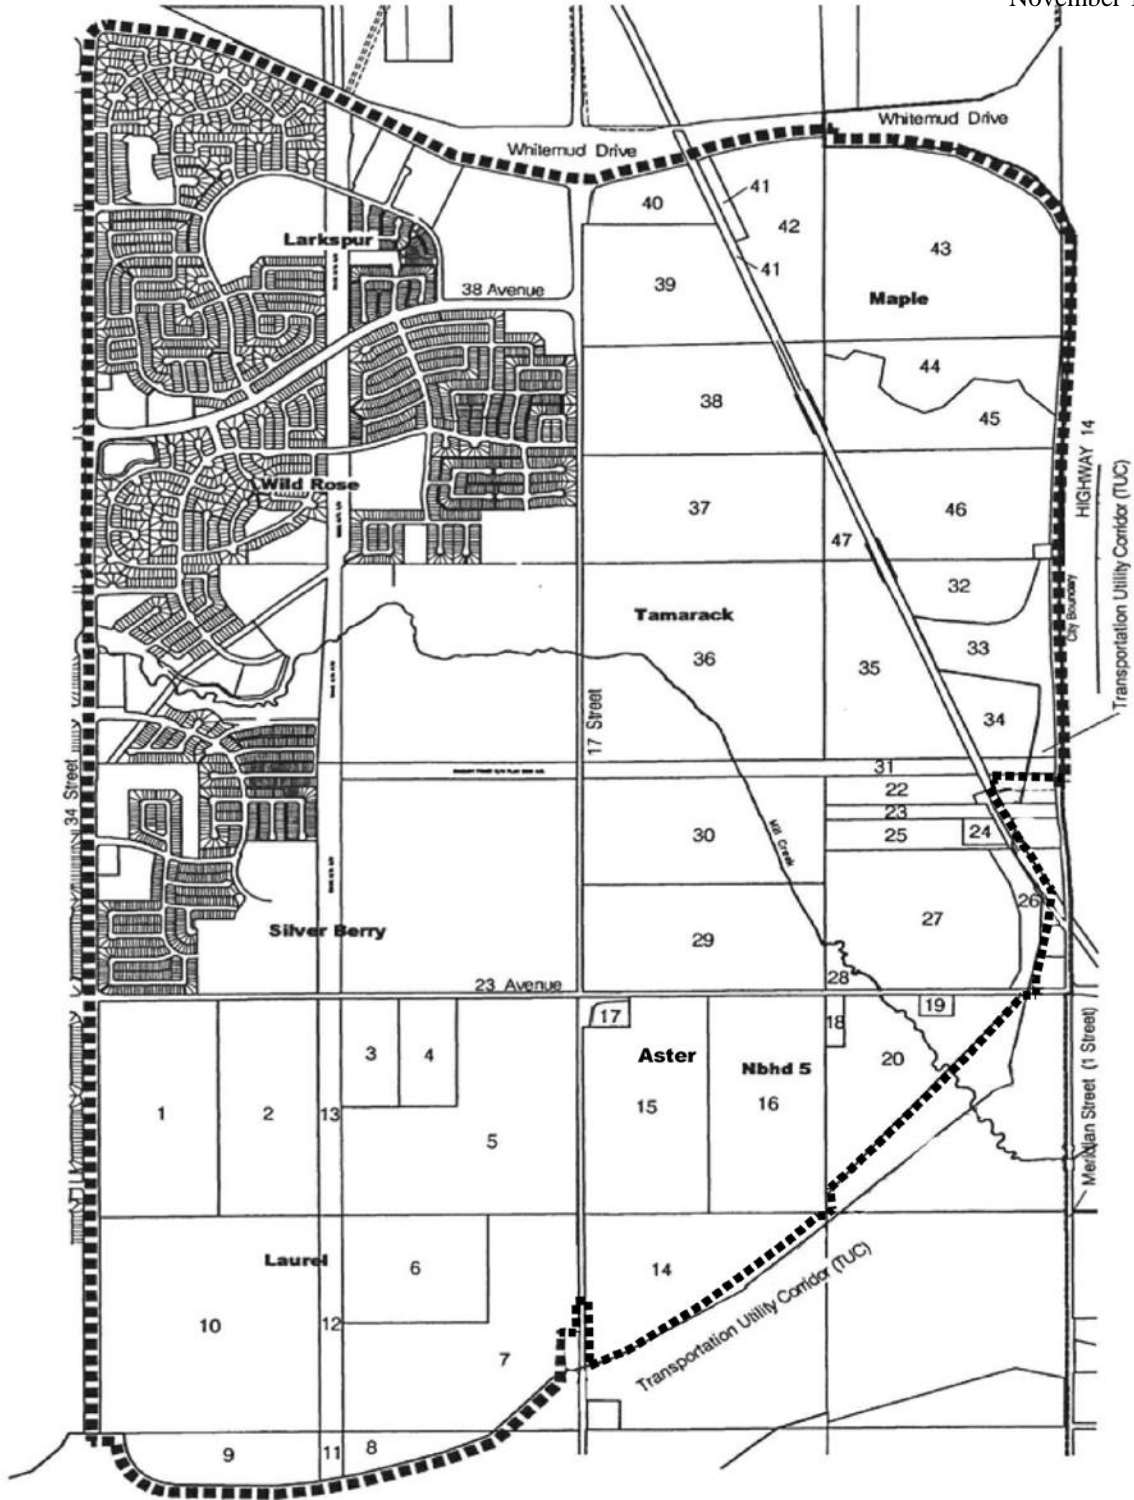 November 1
Whitemud Drive
Whitemud Drive
41
40
42
Larkspur
43
41
39
38 Avenue
Maple
44
38
45
HIGHWAY 14
Wild Rose
37
46
47
Transportation Utility Corridor (TUC)
32
City Boundary
Tamarack
33
36
35
34
17 Street
31
34 Street
22
23
30
25
24
Mill Creek
26
27
Silver Berry
29
28
23 Avenue
19
17
18
3
4
Aster
Nbhd 5
20
Meridian Street (1 Street)
1
2
13
15
16
5
Laurel
6
14
10
12
Transportation Utility Corridor (TUC)
7
9
11
8